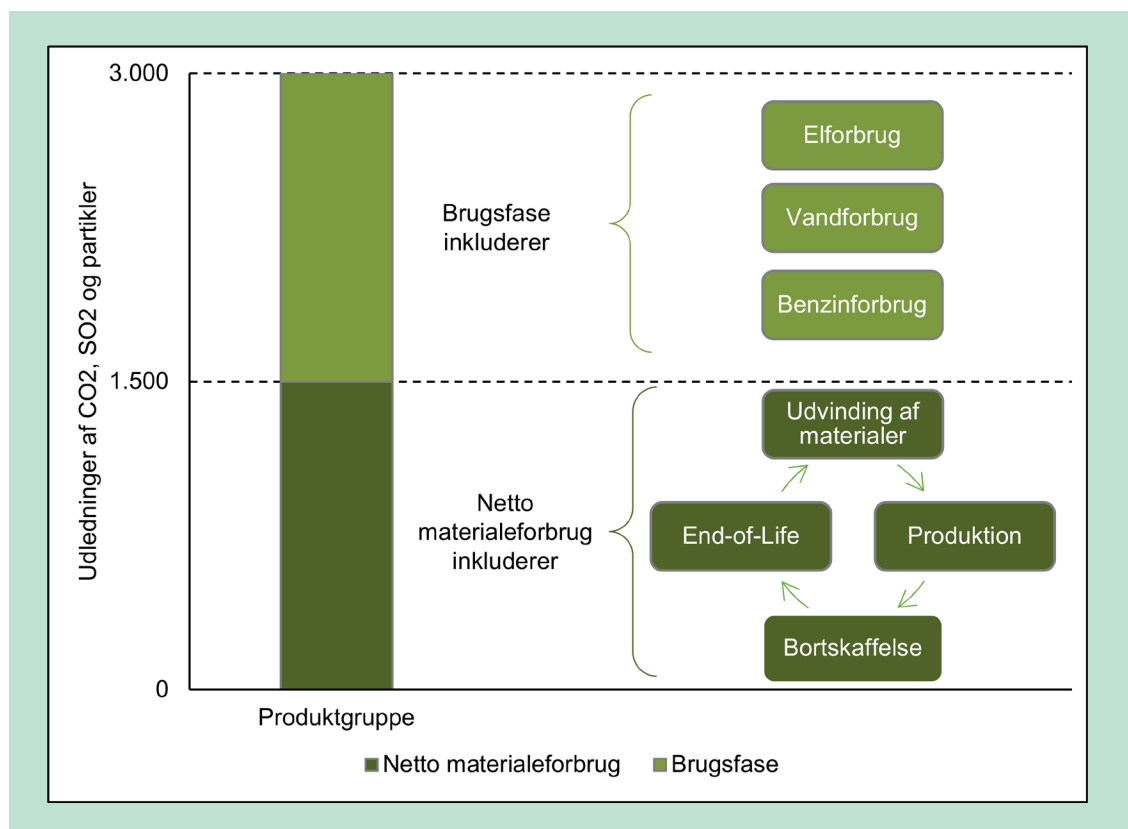 Udledninger af CO2, SO2 og partikler
3.000
1.500
0
Brugsfase
inkluderer
Elforbrug
Vandforbrug
Benzinforbrug
Netto
materialeforbrug
inkluderer
Udvinding af
materialer
End-of-Life
Produktion
Bortskaffelse
Produktgruppe
Netto materialeforbrug
Brugsfase